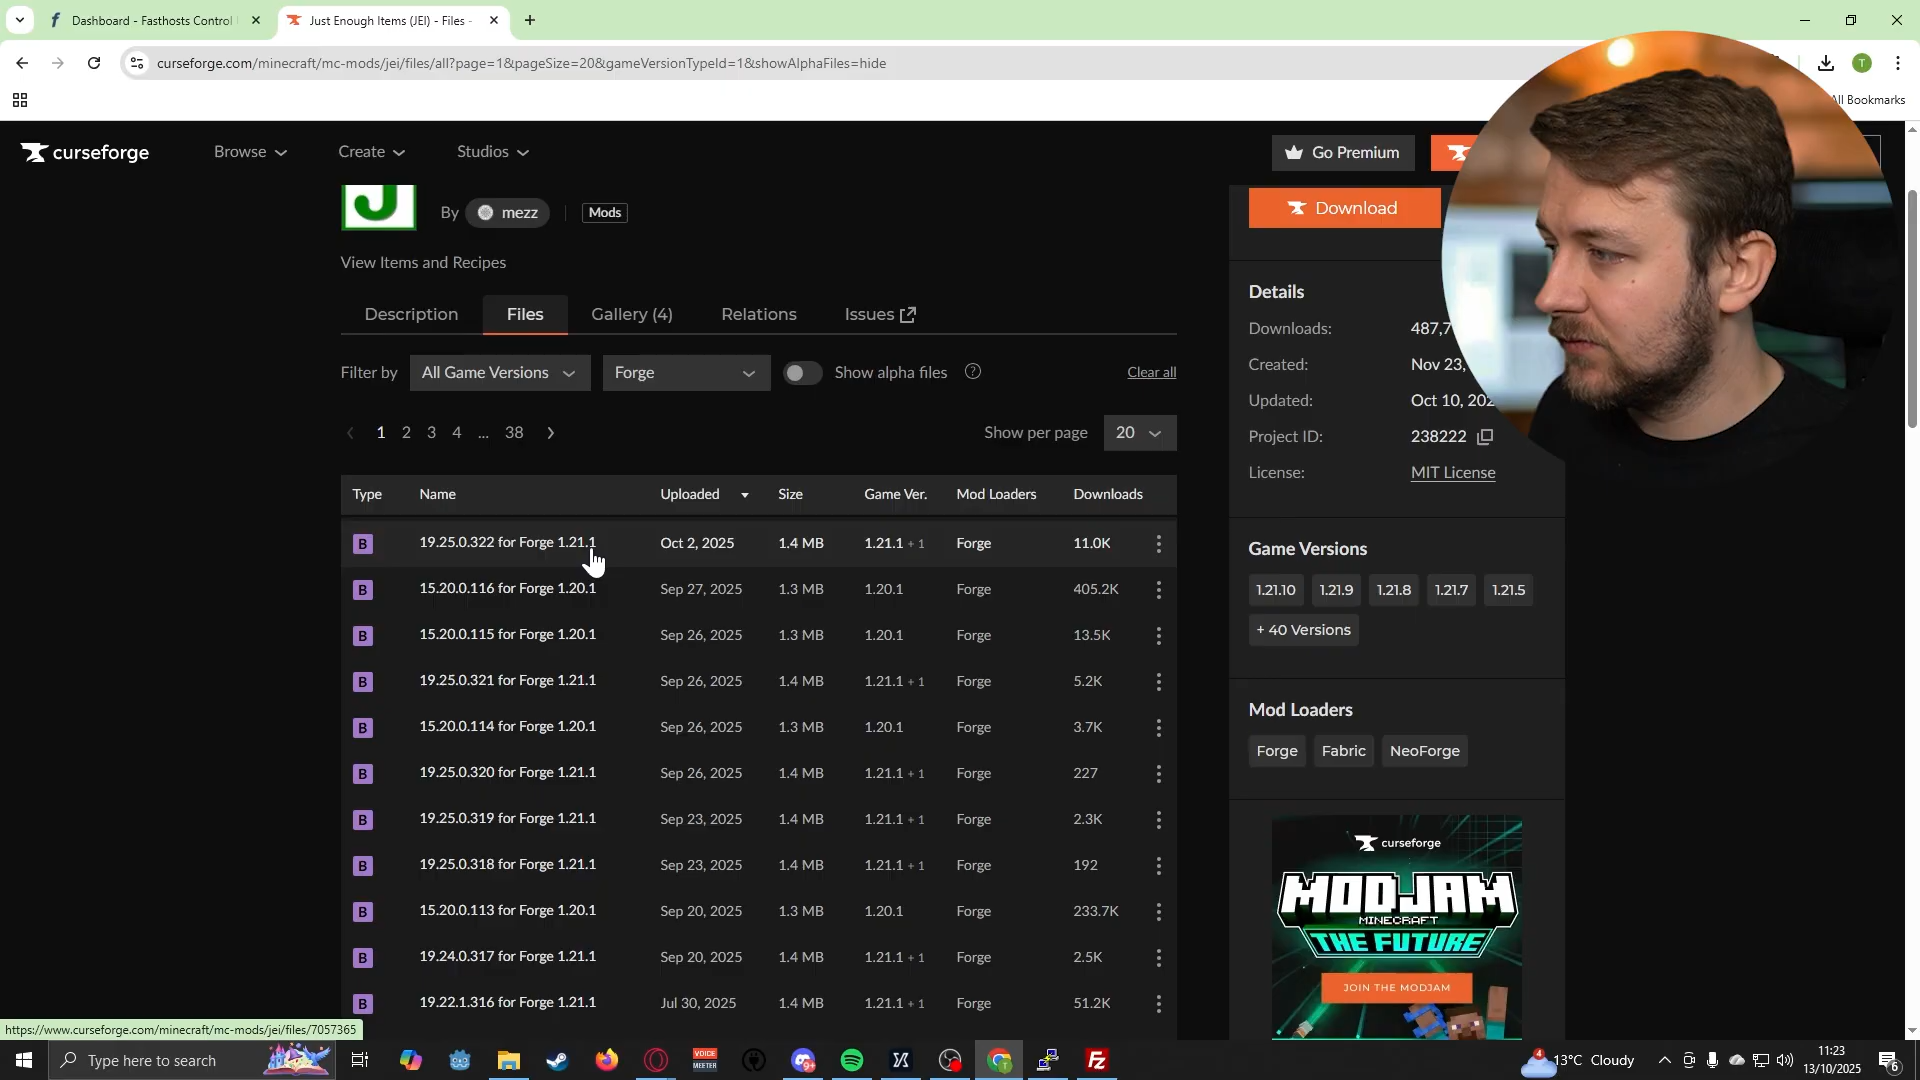 Dashboard - Fasthosts Control
Just Enough Items (JEI) - Files -
curseforge.com/minecraft/mc-mods/jei/files/all?page=1&pageSize=20&gameVersionTypeId=1&showAlphaFiles=hide
T
All Bookmarks
curseforge
Browse
Create
Studios
Go Premium
J
By mezz
Mods
Download
View Items and Recipes
Description
Files
Gallery (4)
Relations
Issues
Filter by
All Game Versions
Forge
Show alpha files
Clear all
1 2 3 4 ... 38
Show per page
20
Type Name Uploaded Size Game Ver. Mod Loaders Downloads
B 19.25.0.322 for Forge 1.21.1 Oct 2, 2025 1.4 MB 1.21.1 + 1 Forge 11.0K
B 15.20.0.116 for Forge 1.20.1 Sep 27, 2025 1.3 MB 1.20.1 Forge 405.2K
B 15.20.0.115 for Forge 1.20.1 Sep 26, 2025 1.3 MB 1.20.1 Forge 13.5K
B 19.25.0.321 for Forge 1.21.1 Sep 26, 2025 1.4 MB 1.21.1 + 1 Forge 5.2K
B 15.20.0.114 for Forge 1.20.1 Sep 26, 2025 1.3 MB 1.20.1 Forge 3.7K
B 19.25.0.320 for Forge 1.21.1 Sep 26, 2025 1.4 MB 1.21.1 + 1 Forge 227
B 19.25.0.319 for Forge 1.21.1 Sep 23, 2025 1.4 MB 1.21.1 + 1 Forge 2.3K
B 19.25.0.318 for Forge 1.21.1 Sep 23, 2025 1.4 MB 1.21.1 + 1 Forge 192
B 15.20.0.113 for Forge 1.20.1 Sep 20, 2025 1.3 MB 1.20.1 Forge 233.7K
B 19.24.0.317 for Forge 1.21.1 Sep 20, 2025 1.4 MB 1.21.1 + 1 Forge 2.5K
B 19.22.1.316 for Forge 1.21.1 Jul 30, 2025 1.4 MB 1.21.1 + 1 Forge 51.2K
Details
Downloads: 487,7
Created: Nov 23,
Updated: Oct 10, 202
Project ID: 238222
License: MIT License
Game Versions
1.21.10 1.21.9 1.21.8 1.21.7 1.21.5
+ 40 Versions
Mod Loaders
Forge Fabric NeoForge
curseforge
MODJAM
MINECRAFT
THE FUTURE
JOIN THE MODJAM
https://www.curseforge.com/minecraft/mc-mods/jei/files/7057365
Type here to search
VOICE
MEETER
9+
FZ
4
13°C Cloudy
11:23
13/10/2025
6